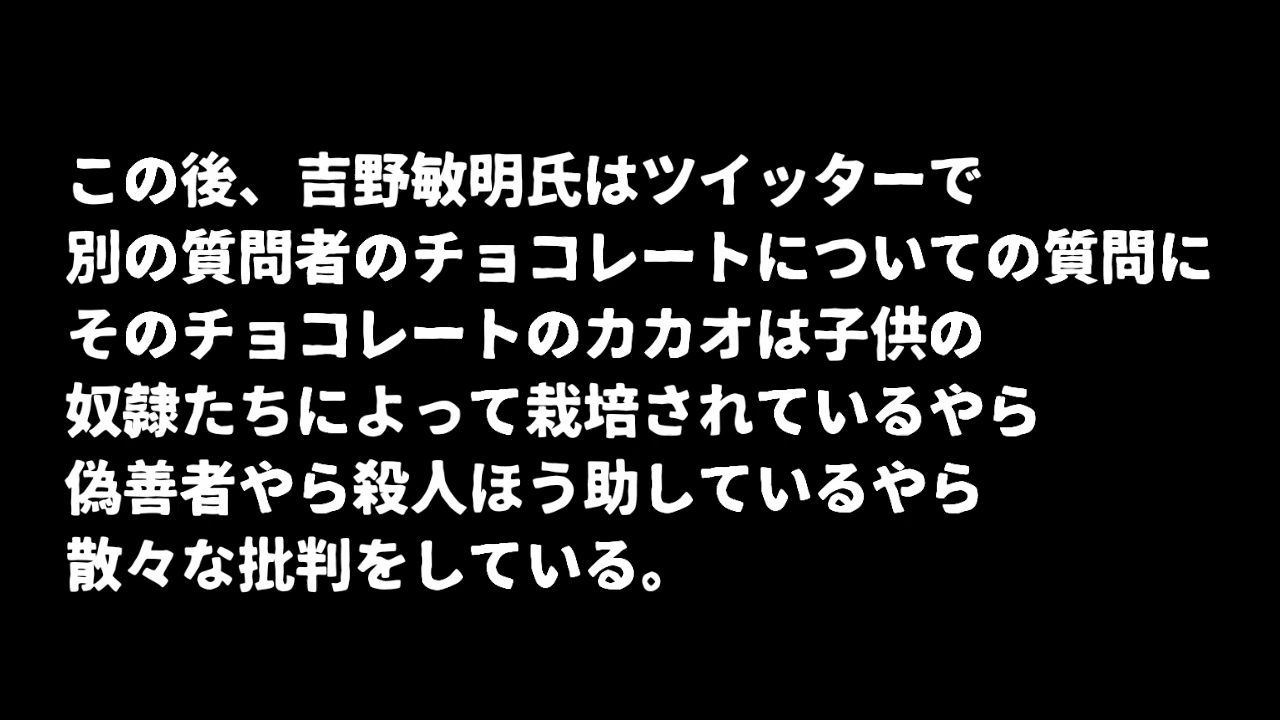 この後、吉野敏明氏はツイッターで
別の質問者のチョコレートについての質問に
そのチョコレートのカカオは子供の
奴隷たちによって栽培されているやら
偽善者やら殺人ほう助しているやら
散々な批判をしている。